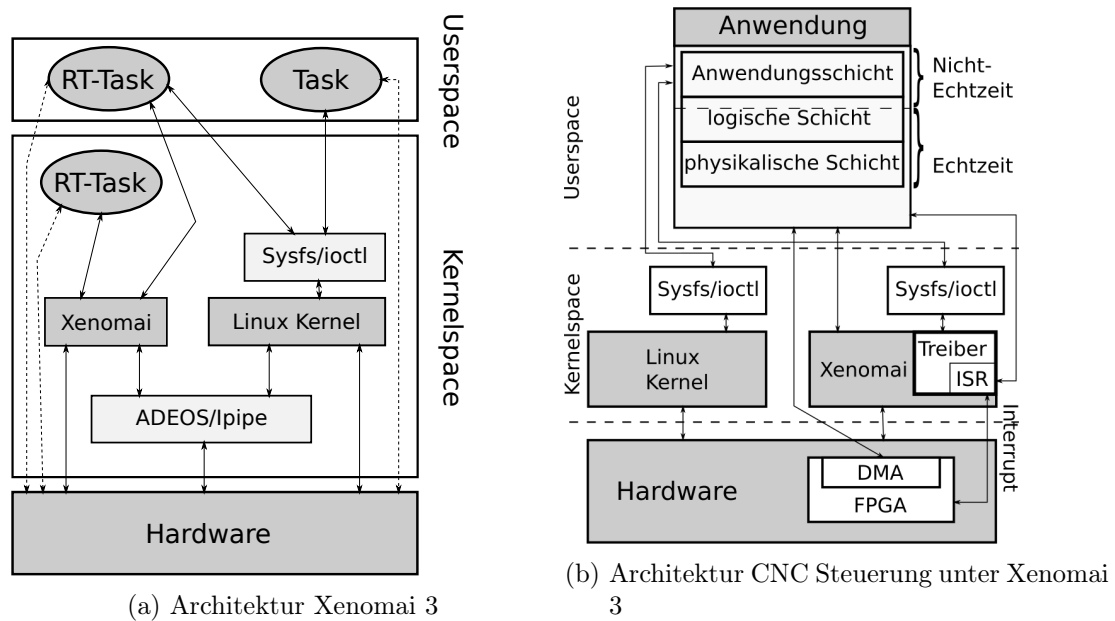 RT-Task
Task
Userspace
RT-Task
Sysfs/ioctl
Xenomai
Linux Kernel
ADEOS/Ipipe
Kernelspace
Hardware
(a) Architektur Xenomai 3
Anwendung
Anwendungsschicht
logische Schicht
physikalische Schicht
Nicht-
Echtzeit
Echtzeit
Userspace
Kernelspace
Sysfs/ioctl
Sysfs/ioctl
Linux
Kernel
Xenomai
Treiber
ISR
Interrupt
Hardware
DMA
FPGA
(b) Architektur CNC Steuerung unter Xenomai
3